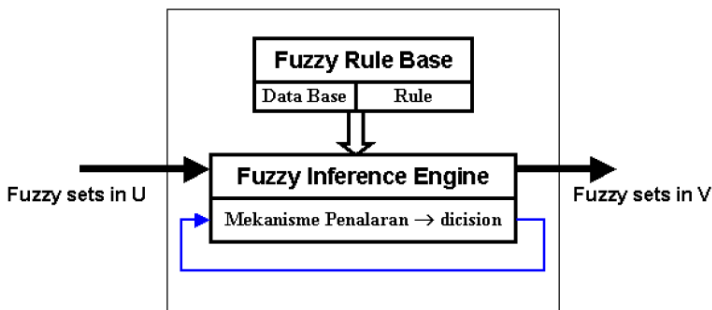 Fuzzy Rule Base
Data Base Rule
Fuzzy Inference Engine
Fuzzy sets in U
Fuzzy sets in V
Mekanisme Penalaran → dicision